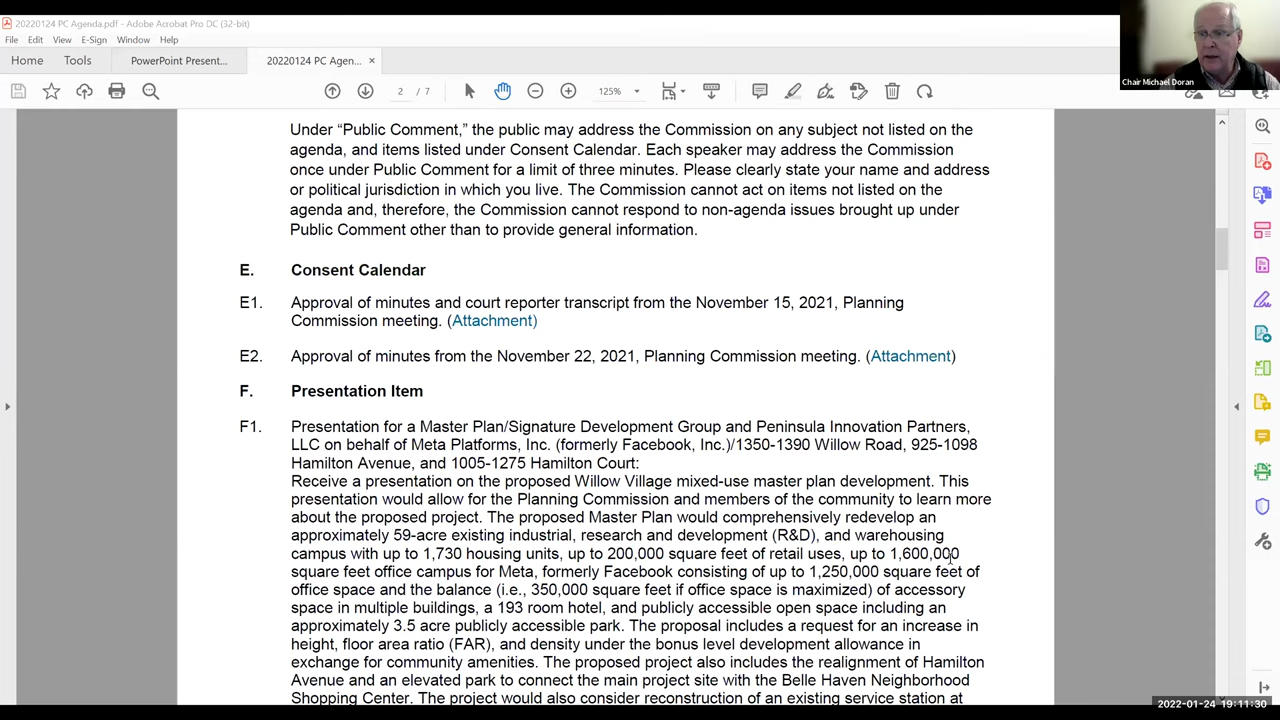 20220124 PC Agenda.pdf - Adobe Acrobat Pro DC (32-bit)
File Edit View E-Sign Window Help
Home Tools PowerPoint Present... 20220124 PC Agen... ×
2 / 125%
Chair Michael Doran
Under “Public Comment,” the public may address the Commission on any subject not listed on the
agenda, and items listed under Consent Calendar. Each speaker may address the Commission
once under Public Comment for a limit of three minutes. Please clearly state your name and address
or political jurisdiction in which you live. The Commission cannot act on items not listed on the
agenda and, therefore, the Commission cannot respond to non-agenda issues brought up under
Public Comment other than to provide general information.
E. Consent Calendar
E1. Approval of minutes and court reporter transcript from the November 15, 2021, Planning
Commission meeting. (Attachment)
E2. Approval of minutes from the November 22, 2021, Planning Commission meeting. (Attachment)
F. Presentation Item
F1. Presentation for a Master Plan/Signature Development Group and Peninsula Innovation Partners,
LLC on behalf of Meta Platforms, Inc. (formerly Facebook, Inc.)/1350-1390 Willow Road, 925-1098
Hamilton Avenue, and 1005-1275 Hamilton Court:
Receive a presentation on the proposed Willow Village mixed-use master plan development. This
presentation would allow for the Planning Commission and members of the community to learn more
about the proposed project. The proposed Master Plan would comprehensively redevelop an
approximately 59-acre existing industrial, research and development (R&D), and warehousing
campus with up to 1,730 housing units, up to 200,000 square feet of retail uses, up to 1,600,000
square feet office campus for Meta, formerly Facebook consisting of up to 1,250,000 square feet of
office space and the balance (i.e., 350,000 square feet if office space is maximized) of accessory
space in multiple buildings, a 193 room hotel, and publicly accessible open space including an
approximately 3.5 acre publicly accessible park. The proposal includes a request for an increase in
height, floor area ratio (FAR), and density under the bonus level development allowance in
exchange for community amenities. The proposed project also includes the realignment of Hamilton
Avenue and an elevated park to connect the main project site with the Belle Haven Neighborhood
Shopping Center. The project would also consider reconstruction of an existing service station at
2022-01-24 19:11:30